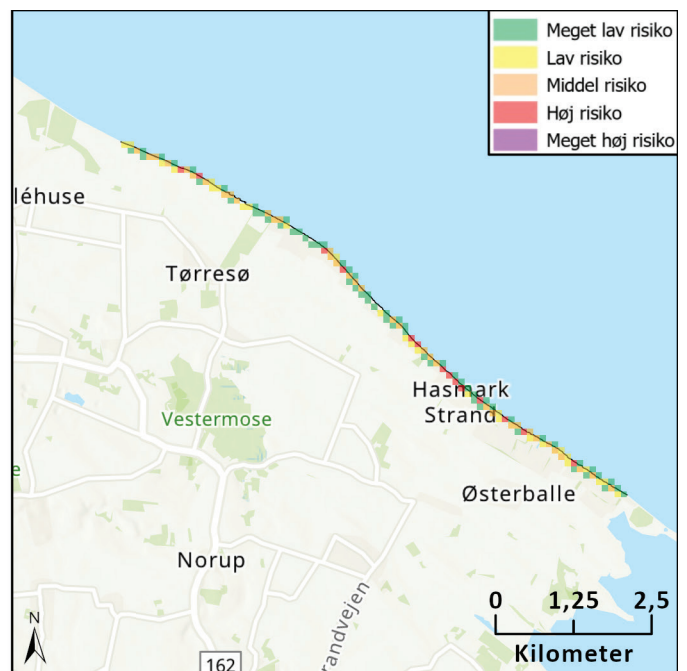 Meget lav risiko
Lav risiko
Middel risiko
Høj risiko
Meget høj risiko
léhuse
Tørresø
Hasmark
Strand
Vestermose
e
Østerballe
Norup
randvejen
162
N
0 1,25 2,5
Kilometer